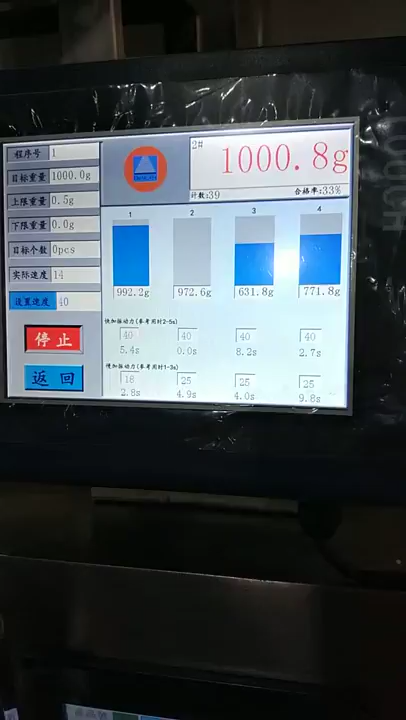 程序号 1
目标重量 1000.0g
上限重量 0.5g
下限重量 0.0g
目标个数 0pcs
实际速度 14
设置速度 40
停止
返回
2#
1000.8g
计数:39 合格率:33%
1 2 3 4
992.2g 972.6g 631.8g 771.8g
快加振动力(参考用时2-5s)
40 40 40 40
5.4s 0.0s 8.2s 2.7s
慢加振动力(参考用时1-3s)
18 25 25 25
2.8s 4.9s 4.0s 9.8s